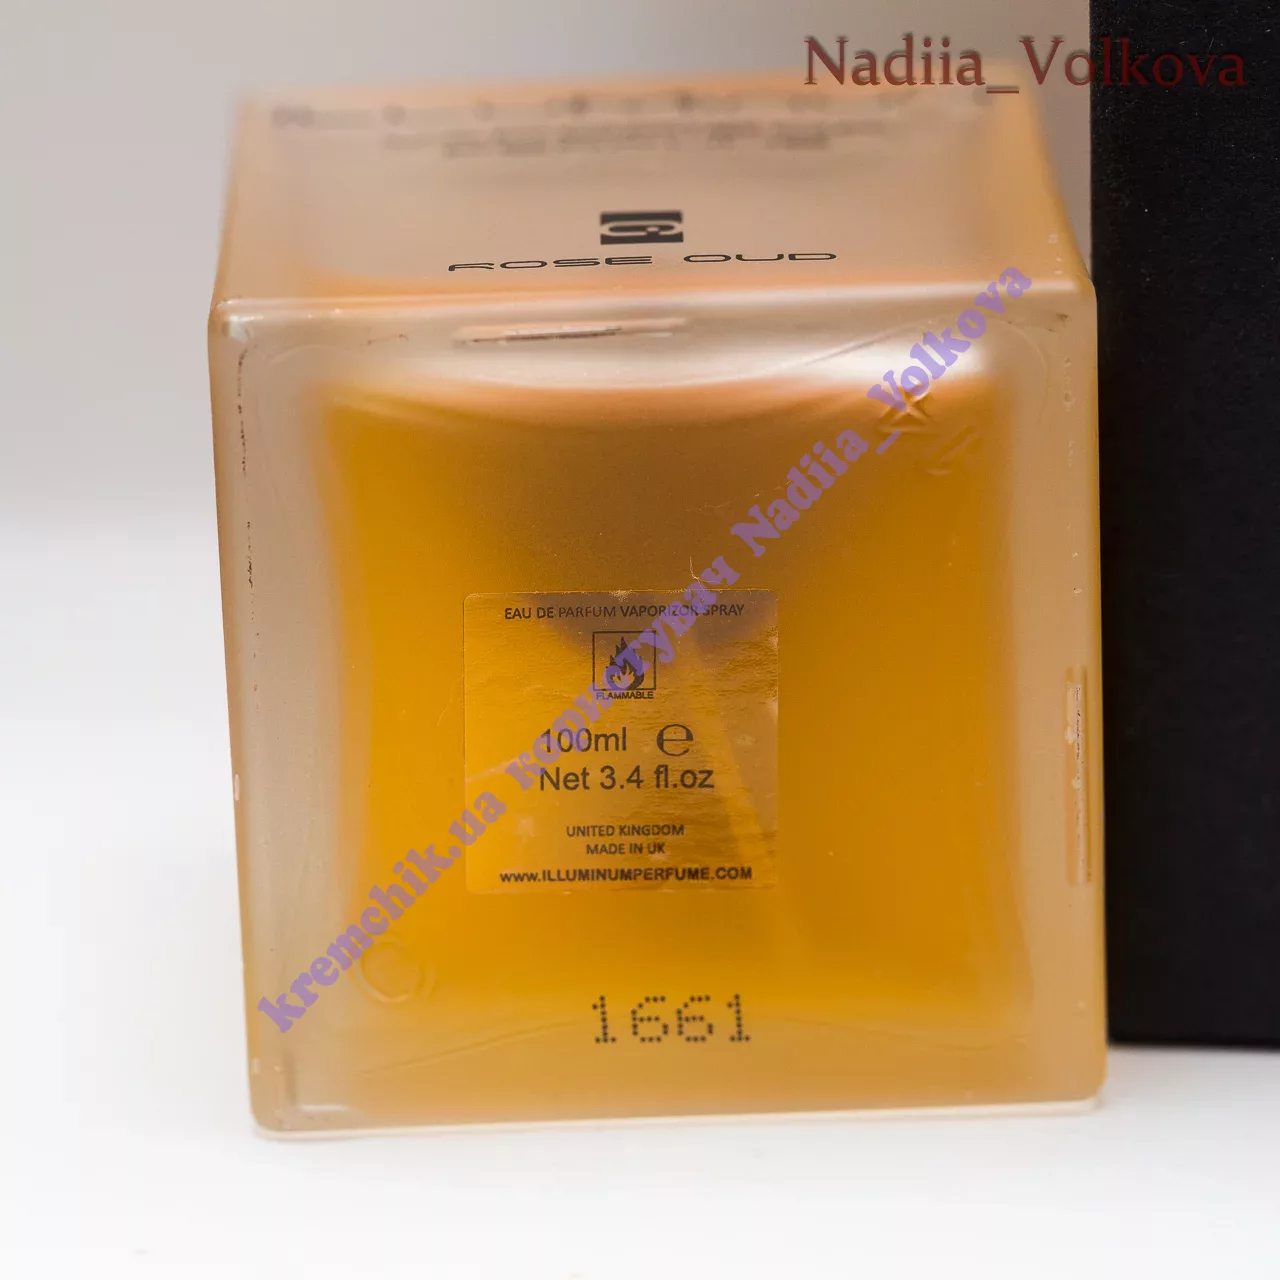 Nadiia_Volkova
ROSE OUD
kremchik.ua користувач Nadiia_Volkova
EAU DE PARFUM VAPORIZOR SPRAY
FLAMMABLE
100ml e
Net 3.4 fl.oz
UNITED KINGDOM
MADE IN UK
www.ILLUMINUMPERFUME.COM
1661